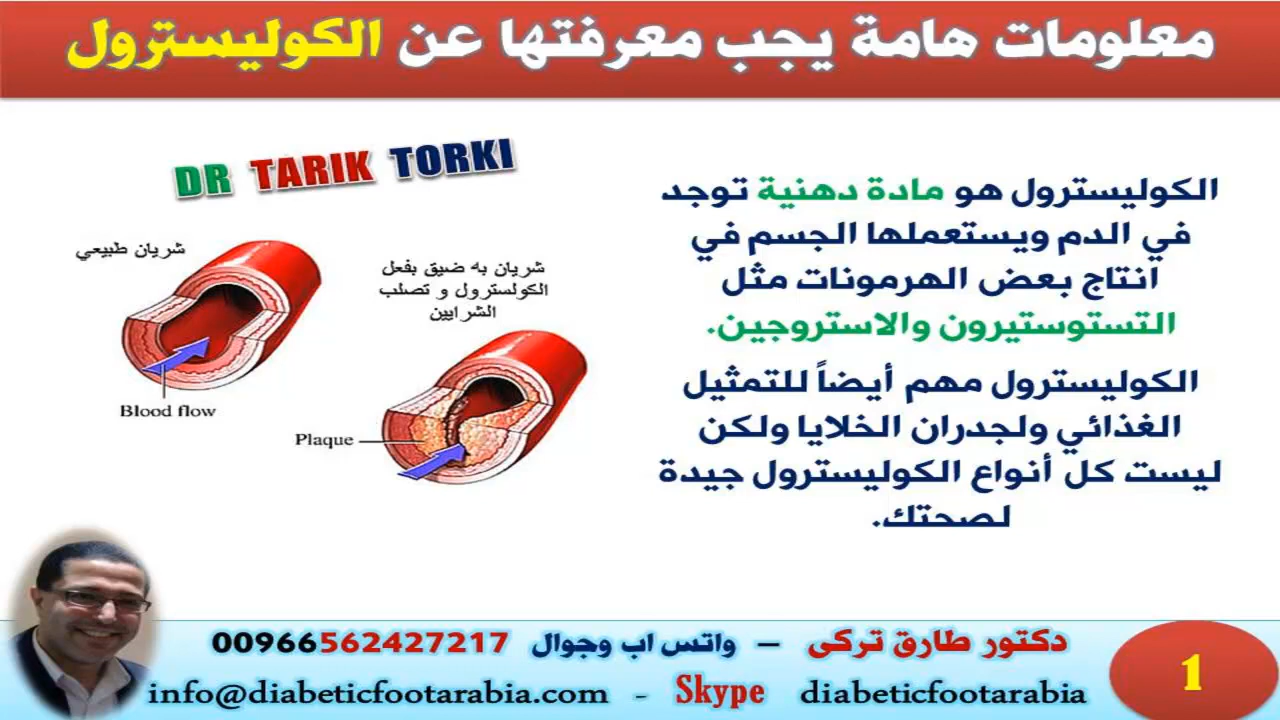 معلومات هامة يجب معرفتها عن الكوليسترول
DR TARIK TORKI
الكوليسترول هو مادة دهنية توجد
في الدم ويستعملها الجسم في
انتاج بعض الهرمونات مثل
التستوستيرون والاستروجين.
الكوليسترول مهم أيضاً للتمثيل
الغذائي ولجدران الخلايا ولكن
ليست كل أنواع الكوليسترول جيدة
لصحتك.
شريان طبيعي
Blood flow
شريان به ضيق بفعل
الكولسترول و تصلب
الشرايين
Plaque
دكتور طارق تركى – واتس اب وجوال 00966562427217
info@diabeticfootarabia.com - Skype diabeticfootarabia
1